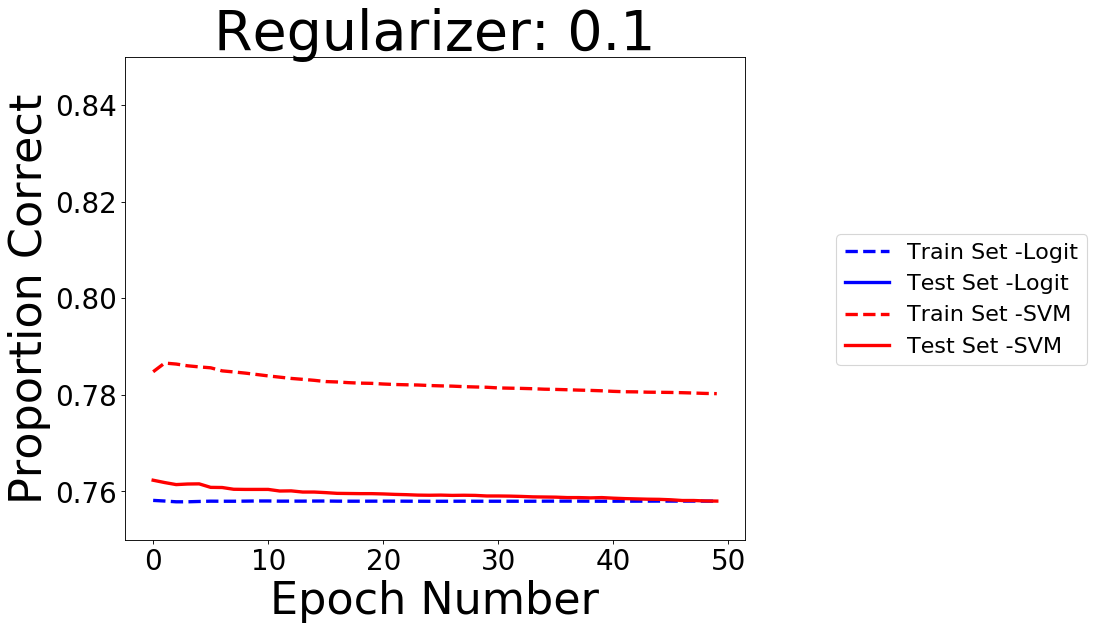 Regularizer: 0.1
Proportion Correct
0.84
0.82
0.80
0.78
0.76
0 10 20 30 40 50
Epoch Number
Train Set -Logit
Test Set -Logit
Train Set -SVM
Test Set -SVM